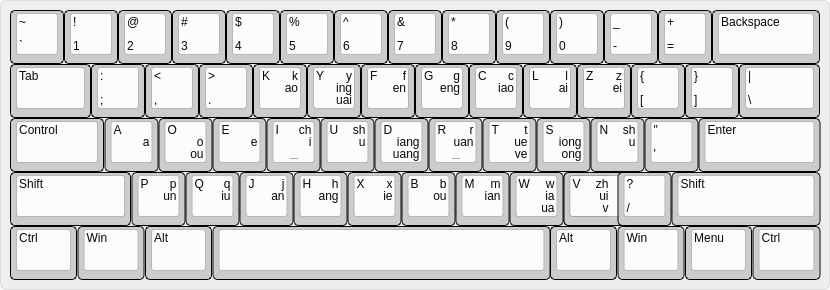 ~ ! @ # $ % ^ & * ( ) _ + Backspace
` 1 2 3 4 5 6 7 8 9 0 - =
Tab : < > K k Y y F f G g C c L l Z z { } |
ao ing en eng iao ai ei
; , . uai [ ] \
Control A O E I ch U sh D R r T t S N sh " Enter
a o e i u iang uan ue iong u
ou _ uang _ ve ong '
Shift P p Q q J j H h X x B b M m W w V zh ? Shift
un iu an ang ie ou ian ia ui
ua v /
Ctrl Win Alt Alt Win Menu Ctrl